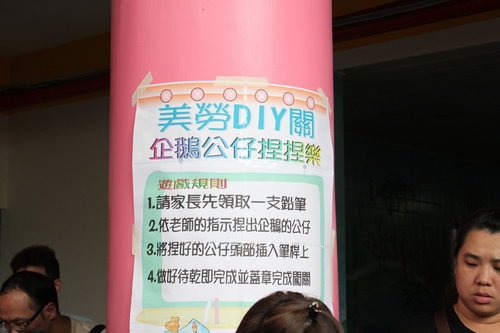 美勞DIY關
企鵝公仔捏捏樂
遊戲規則
1.請家長先領取一支鉛筆
2.依老師的指示捏出企鵝的公仔
3.將捏好的公仔頭部插入筆桿上
4.做好待乾即完成並蓋章完成闖關